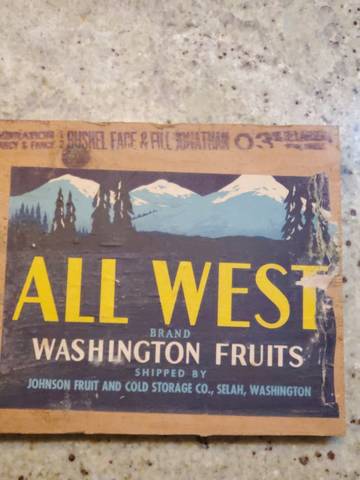 BUSHEL FACE & FILL JONATHAN 03
ALL WEST
BRAND
WASHINGTON FRUITS
SHIPPED BY
JOHNSON FRUIT AND COLD STORAGE CO., SELAH, WASHINGTON